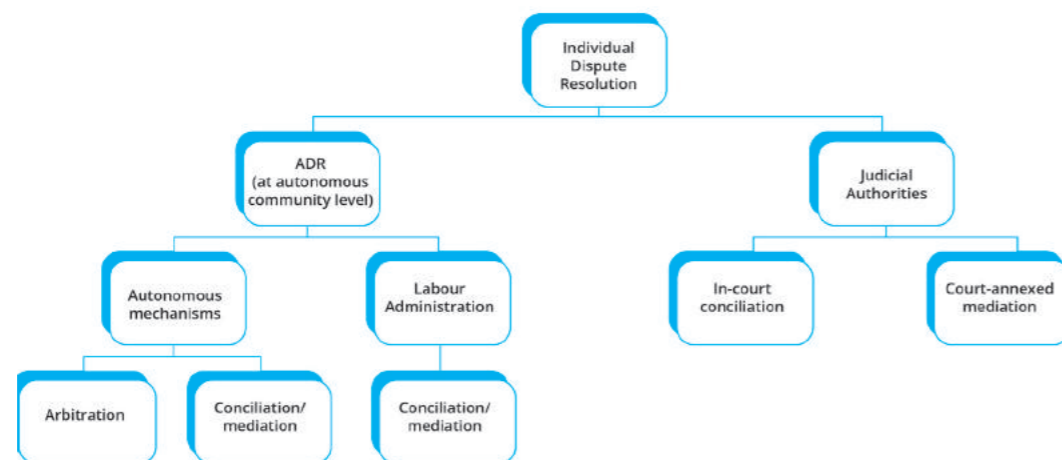 Individual
Dispute
Resolution
ADR
(at autonomous
community level)
Judicial
Authorities
Autonomous
mechanisms
Labour
Administration
In-court
conciliation
Court-annexed
mediation
Arbitration
Conciliation/
mediation
Conciliation/
mediation